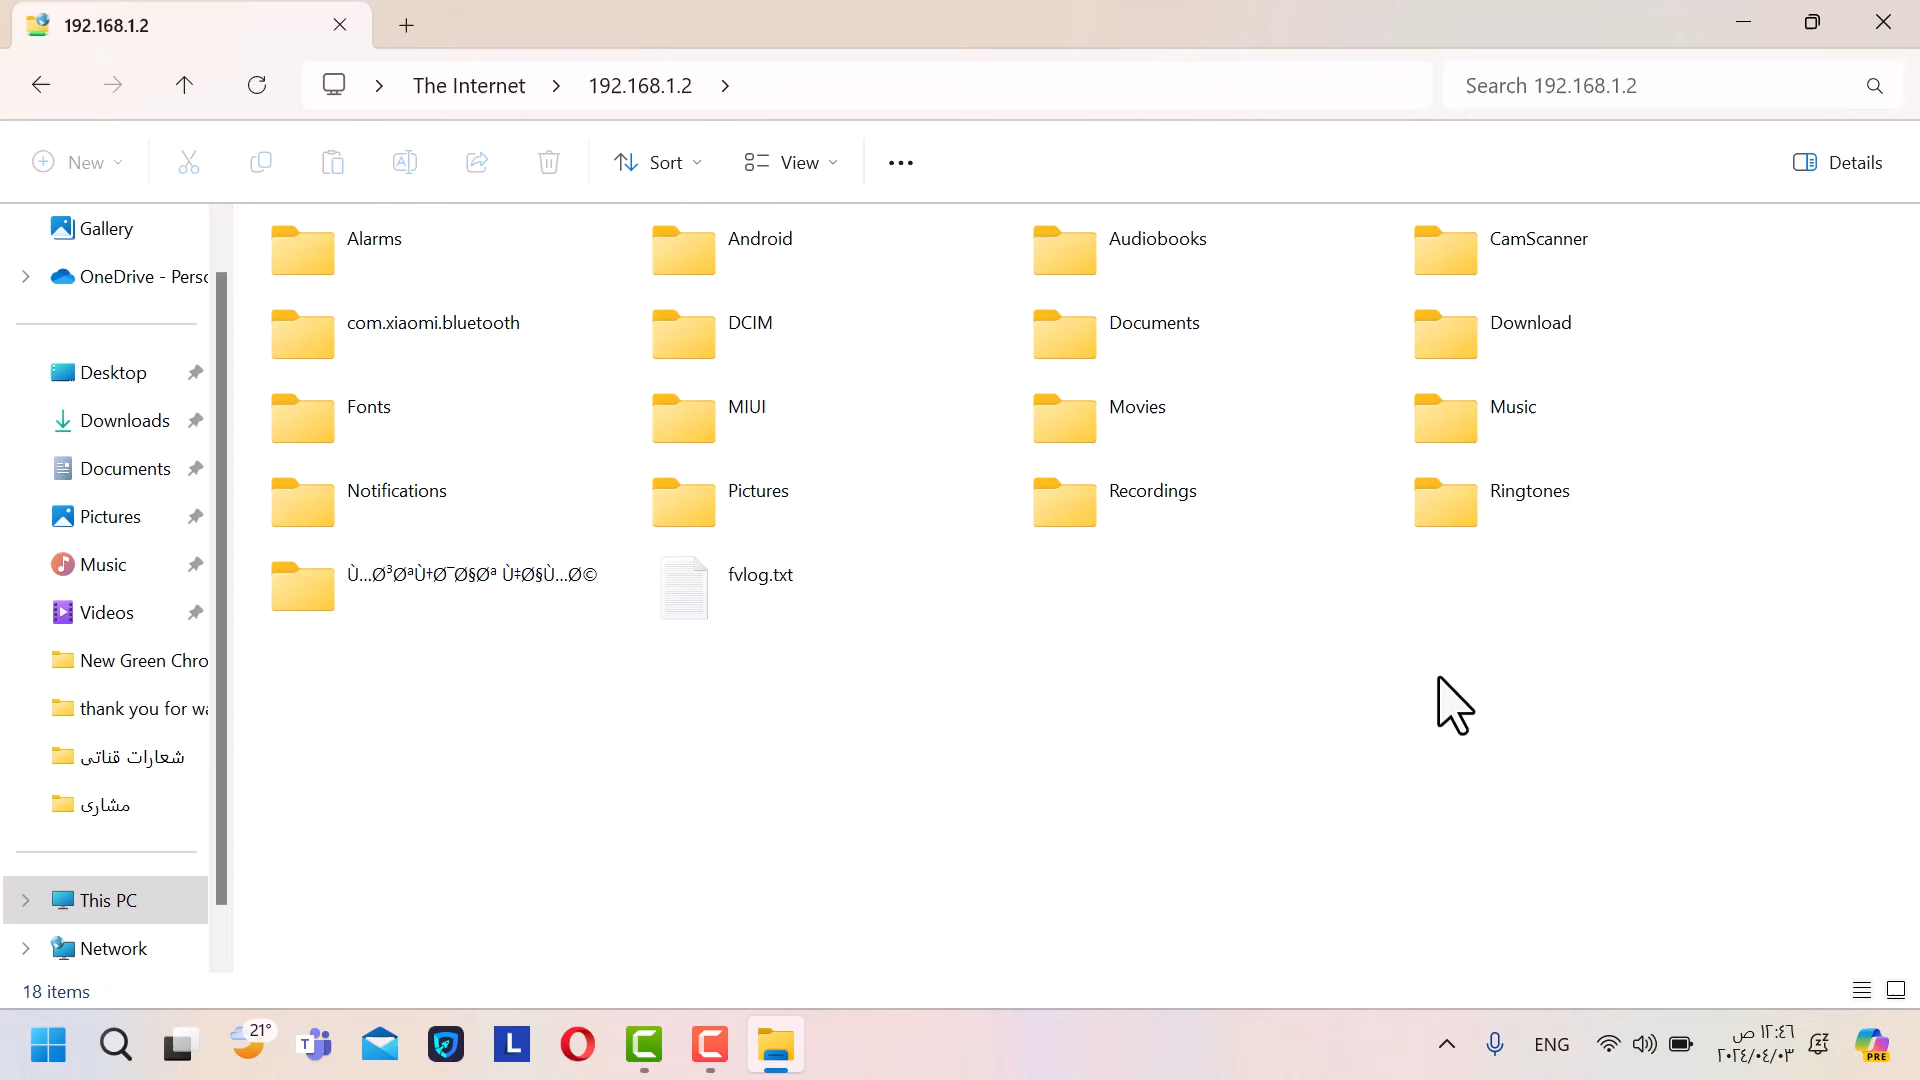 192.168.1.2
The Internet > 192.168.1.2 >
Search 192.168.1.2
New
Sort
View
Details
Gallery
OneDrive - Perso
Desktop
Downloads
Documents
Pictures
Music
Videos
New Green Chro
thank you for wa
شعارات قناتى
مشارى
This PC
Network
Alarms
Android
Audiobooks
CamScanner
com.xiaomi.bluetooth
DCIM
Documents
Download
Fonts
MIUI
Movies
Music
Notifications
Pictures
Recordings
Ringtones
Ù…Ø³ØªÙ†Ø¯Ø§Øª Ù‡Ø§Ù…Ø©
fvlog.txt
18 items
21°
T
L
ENG
١٢:٤٦ ص
٢٠٢٤/٠٤/٠٣
PRE